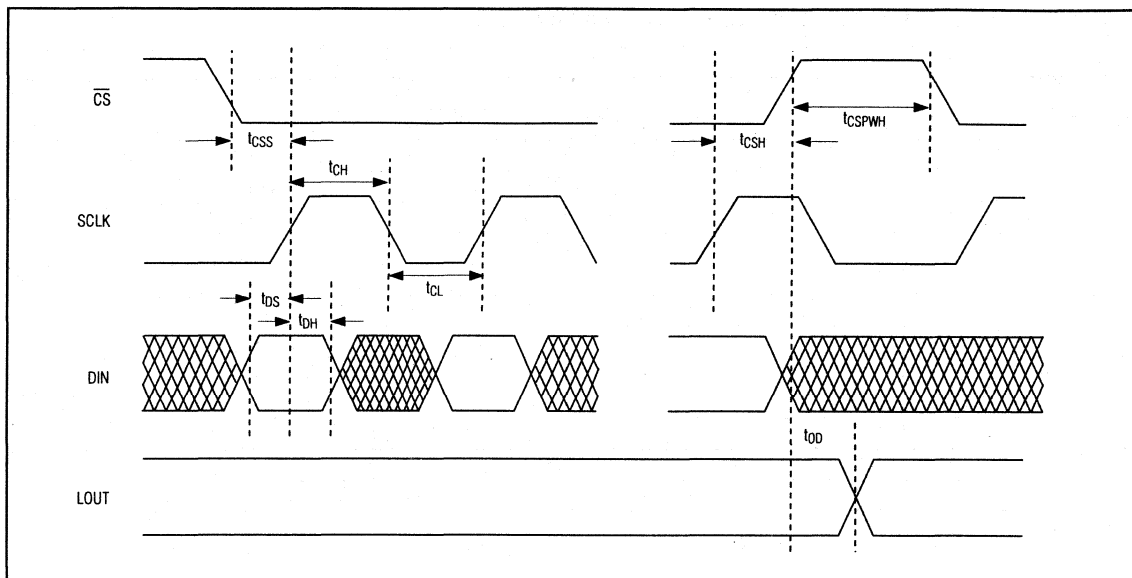 CS
tCSS
tCSH
tCSPWH
tCH
SCLK
tCL
tDS
tDH
DIN
tOD
LOUT